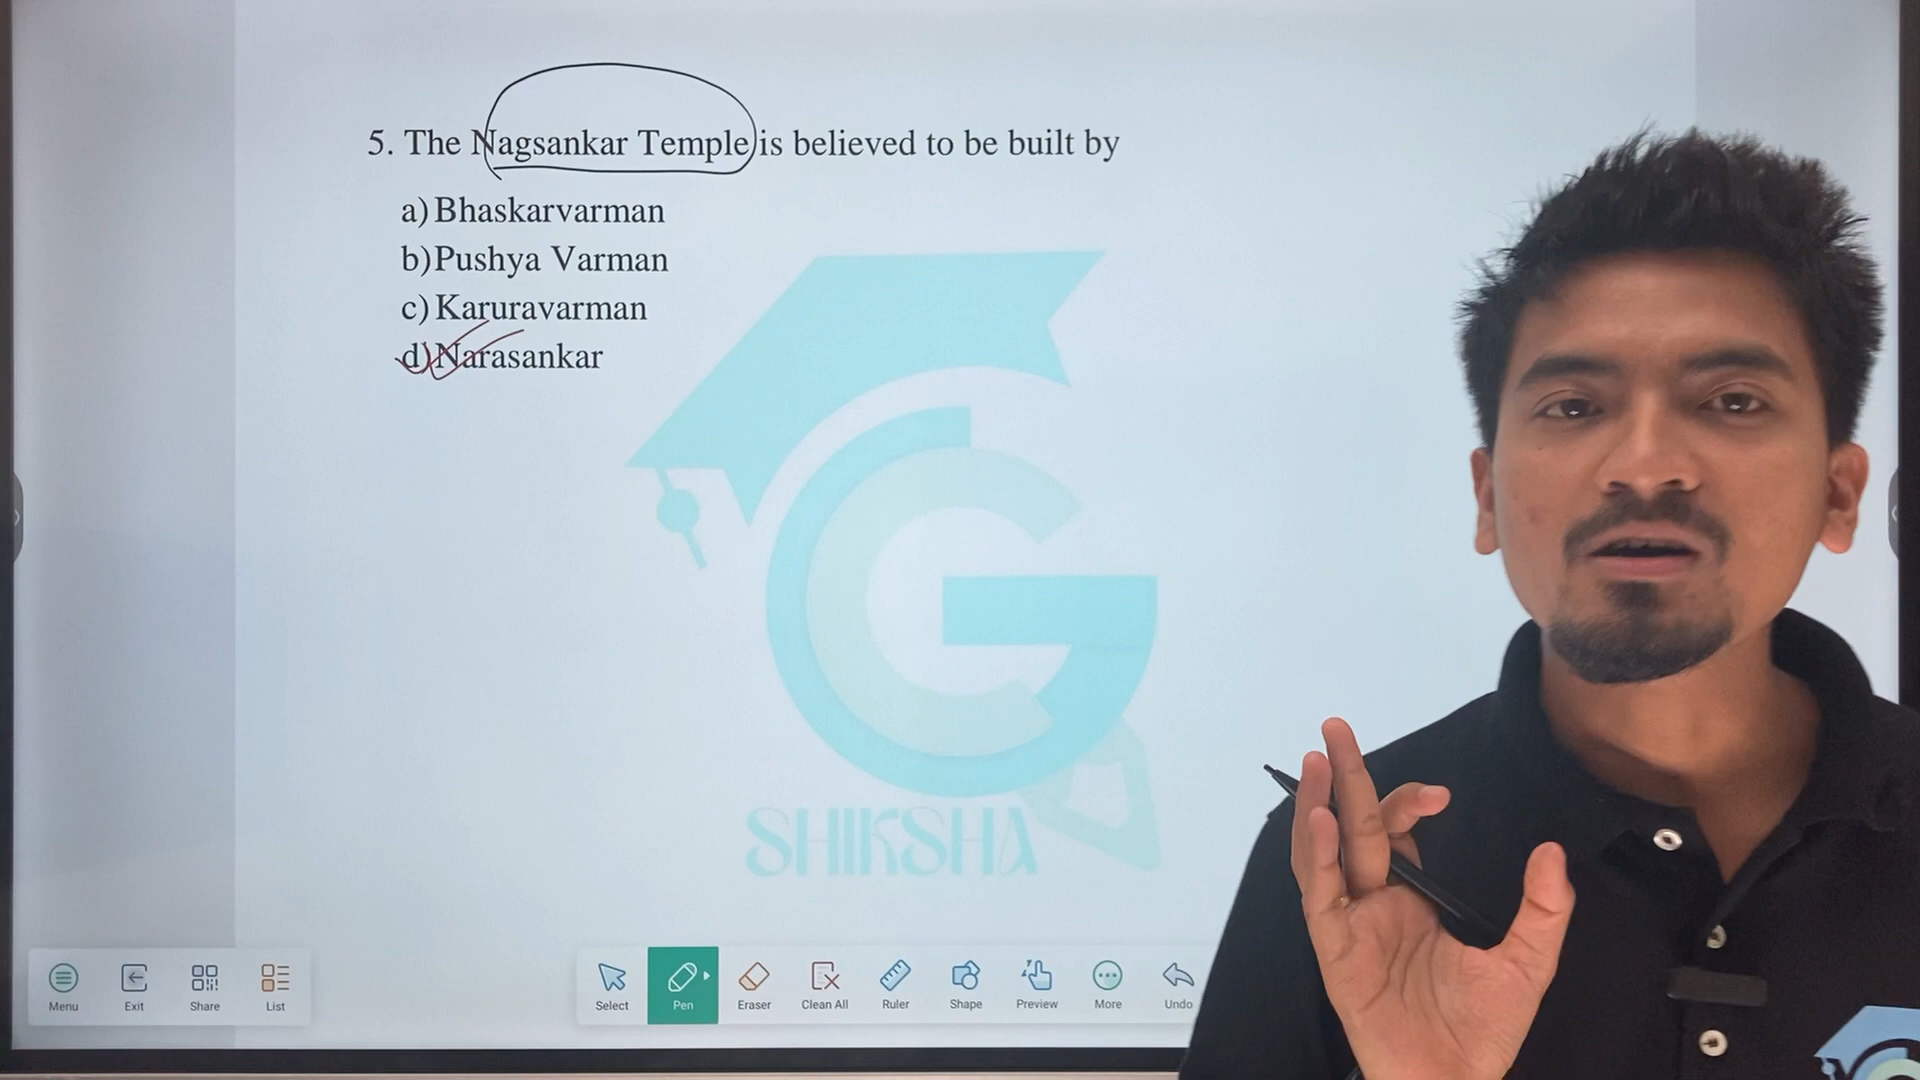 5. The Nagsankar Temple is believed to be built by
a) Bhaskarvarman
b) Pushya Varman
c) Karuravarman
d) Narasankar
SHIKSHA
Menu Exit Share List Select Pen Eraser Clean All Ruler Shape Preview More Undo